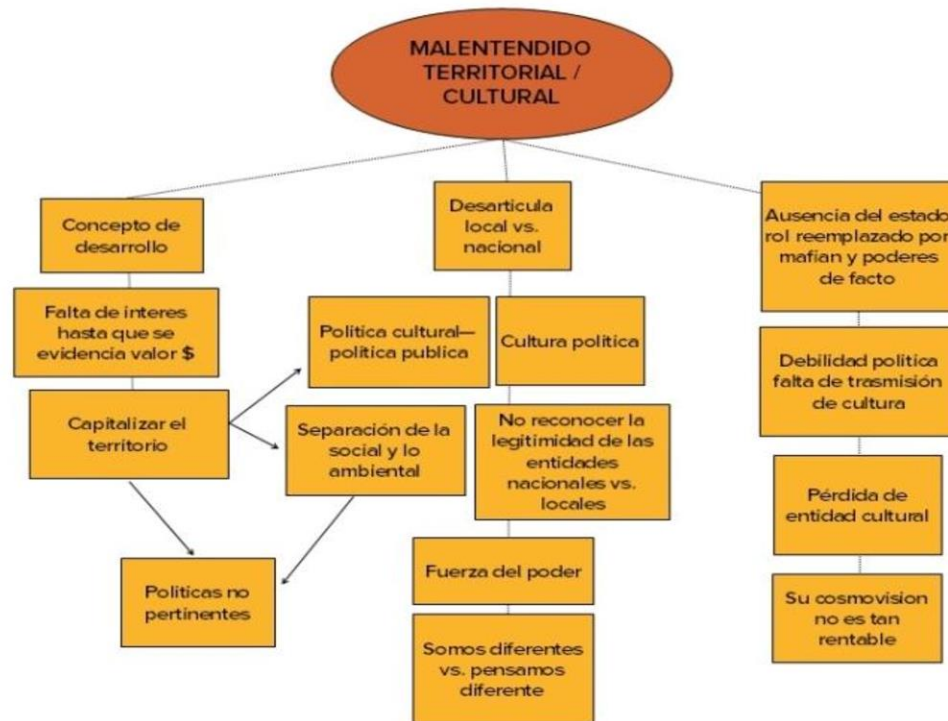 MALENTENDIDO
TERRITORIAL /
CULTURAL
Concepto de
desarrollo
Falta de interes
hasta que se
evidencia valor $
Capitalizar el
territorio
Política cultural—
política publica
Separación de la
social y lo
ambiental
Políticas no
pertinentes
Desarticula
local vs.
nacional
Cultura política
No reconocer la
legitimidad de las
entidades
nacionales vs.
locales
Fuerza del poder
Somos diferentes
vs. pensamos
diferente
Ausencia del estado
rol reemplazado por
mafian y poderes
de facto
Debilidad política
falta de trasmisión
de cultura
Pérdida de
entidad cultural
Su cosmovision
no es tan
rentable